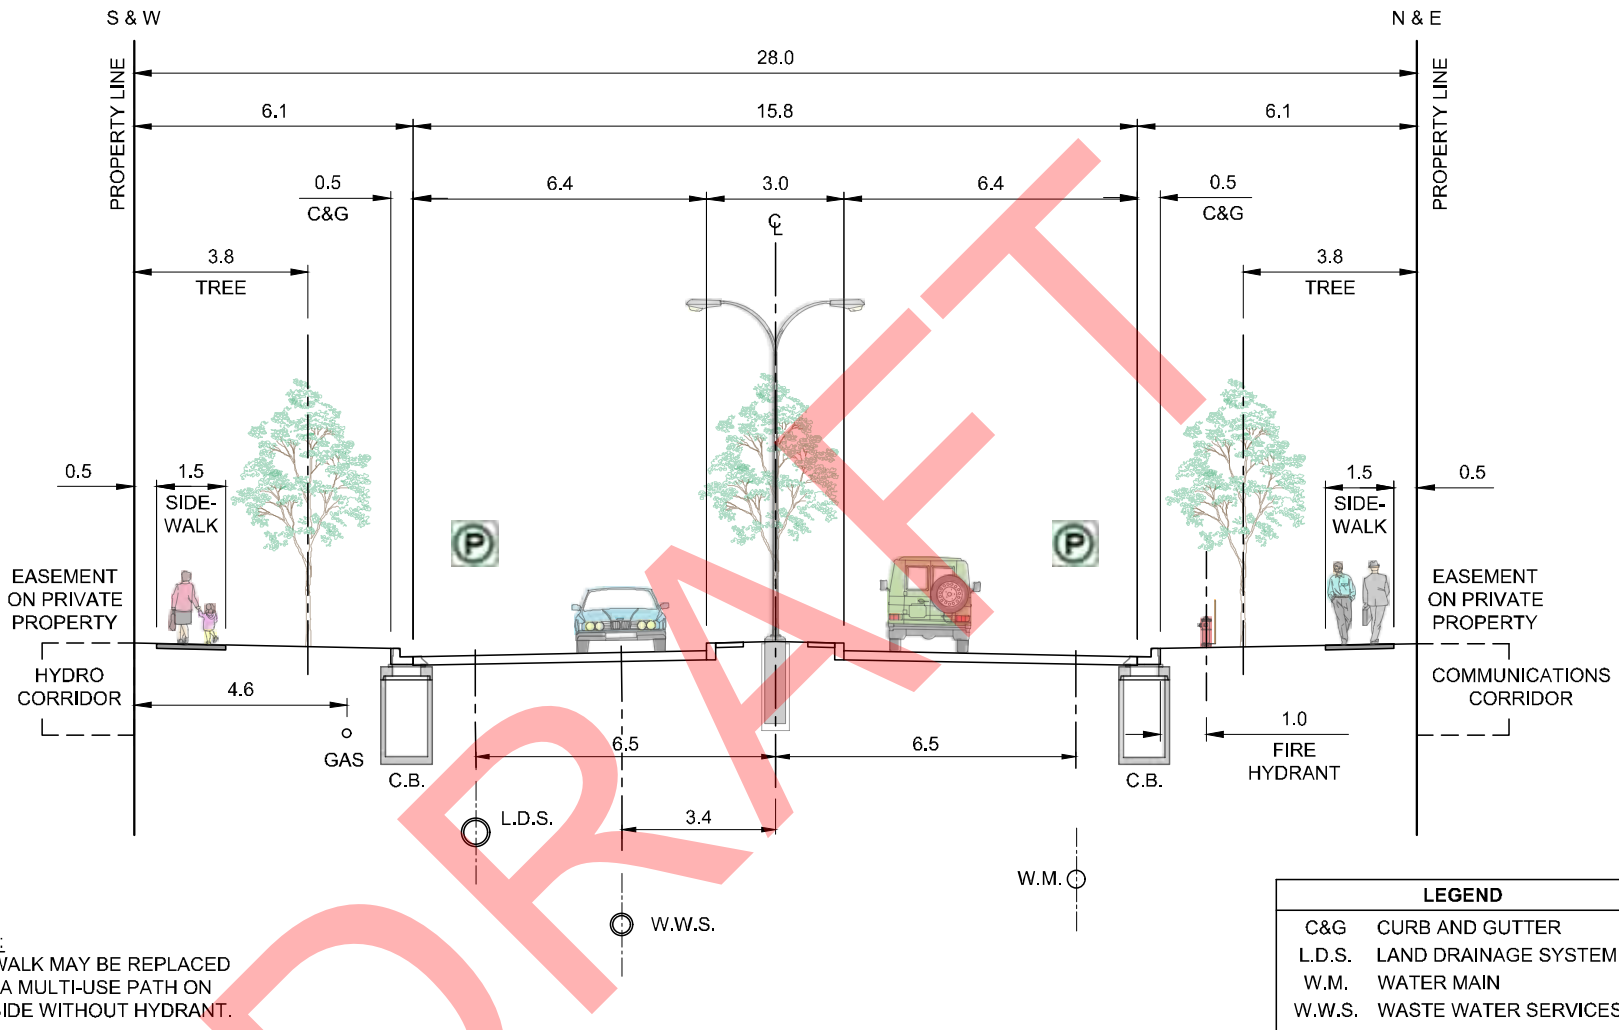 S & W
N & E
PROPERTY LINE
PROPERTY LINE
28.0
6.1
15.8
6.1
0.5
C&G
6.4
3.0
6.4
0.5
C&G
℄
3.8
TREE
3.8
TREE
0.5
1.5
SIDE-
WALK
1.5
SIDE-
WALK
0.5
P
P
EASEMENT
ON PRIVATE
PROPERTY
EASEMENT
ON PRIVATE
PROPERTY
HYDRO
CORRIDOR
COMMUNICATIONS
CORRIDOR
4.6
GAS
C.B.
6.5
6.5
C.B.
1.0
FIRE
HYDRANT
L.D.S.
3.4
W.M.
W.W.S.
WALK MAY BE REPLACED
A MULTI-USE PATH ON
SIDE WITHOUT HYDRANT.
LEGEND
C&G CURB AND GUTTER
L.D.S. LAND DRAINAGE SYSTEM
W.M. WATER MAIN
W.W.S. WASTE WATER SERVICES
DRAFT